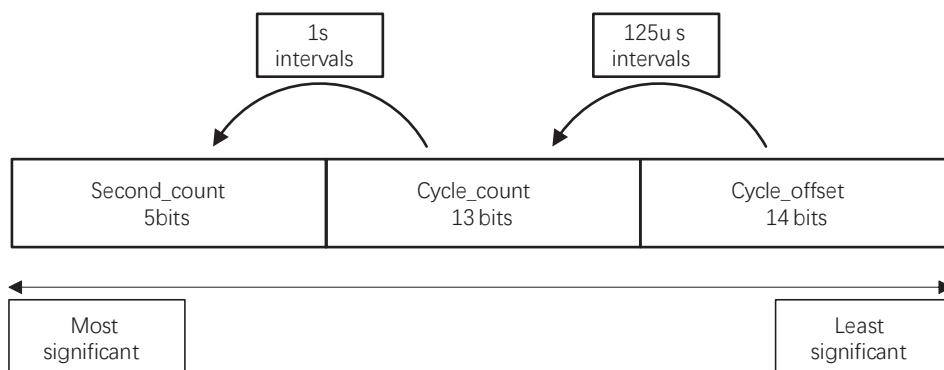 1s
intervals
125u s
intervals
Second_count
5bits
Cycle_count
13 bits
Cycle_offset
14 bits
Most
significant
Least
significant